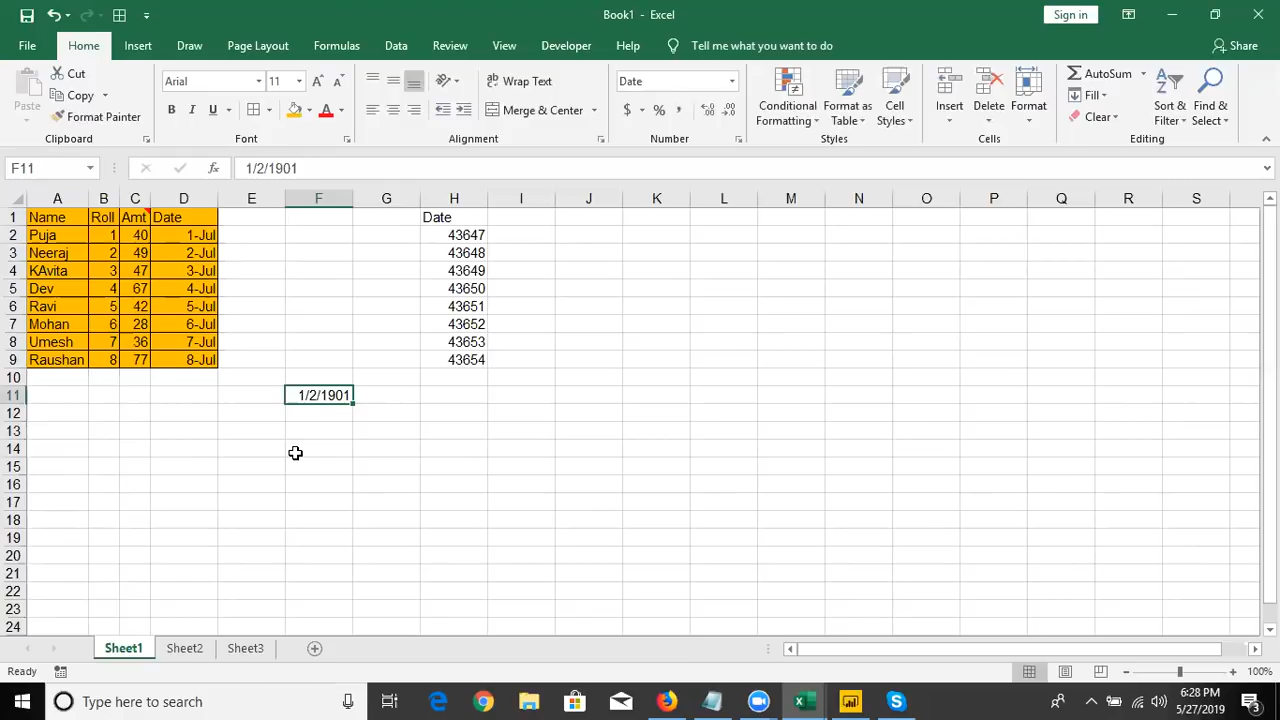 Book1 - Excel
Sign in
File Home Insert Draw Page Layout Formulas Data Review View Developer Help Tell me what you want to do Share
Paste
Cut
Copy
Format Painter
Clipboard
Arial 11
B I U
Font
Wrap Text
Merge & Center
Alignment
Date
$ %
Number
Conditional Formatting
Format as Table
Cell Styles
Styles
Insert
Delete
Format
Cells
AutoSum
Fill
Clear
Sort & Filter
Find & Select
Editing
F11 fx 1/2/1901
A B C D E F G H I J K L M N O P Q R S
1 Name Roll Amt Date Date
2 Puja 1 40 1-Jul 43647
3 Neeraj 2 49 2-Jul 43648
4 KAvita 3 47 3-Jul 43649
5 Dev 4 67 4-Jul 43650
6 Ravi 5 42 5-Jul 43651
7 Mohan 6 28 6-Jul 43652
8 Umesh 7 36 7-Jul 43653
9 Raushan 8 77 8-Jul 43654
10
11 1/2/1901
12
13
14
15
16
17
18
19
20
21
22
23
24
Sheet1 Sheet2 Sheet3
Ready 100%
Type here to search
6:28 PM
5/27/2019
3